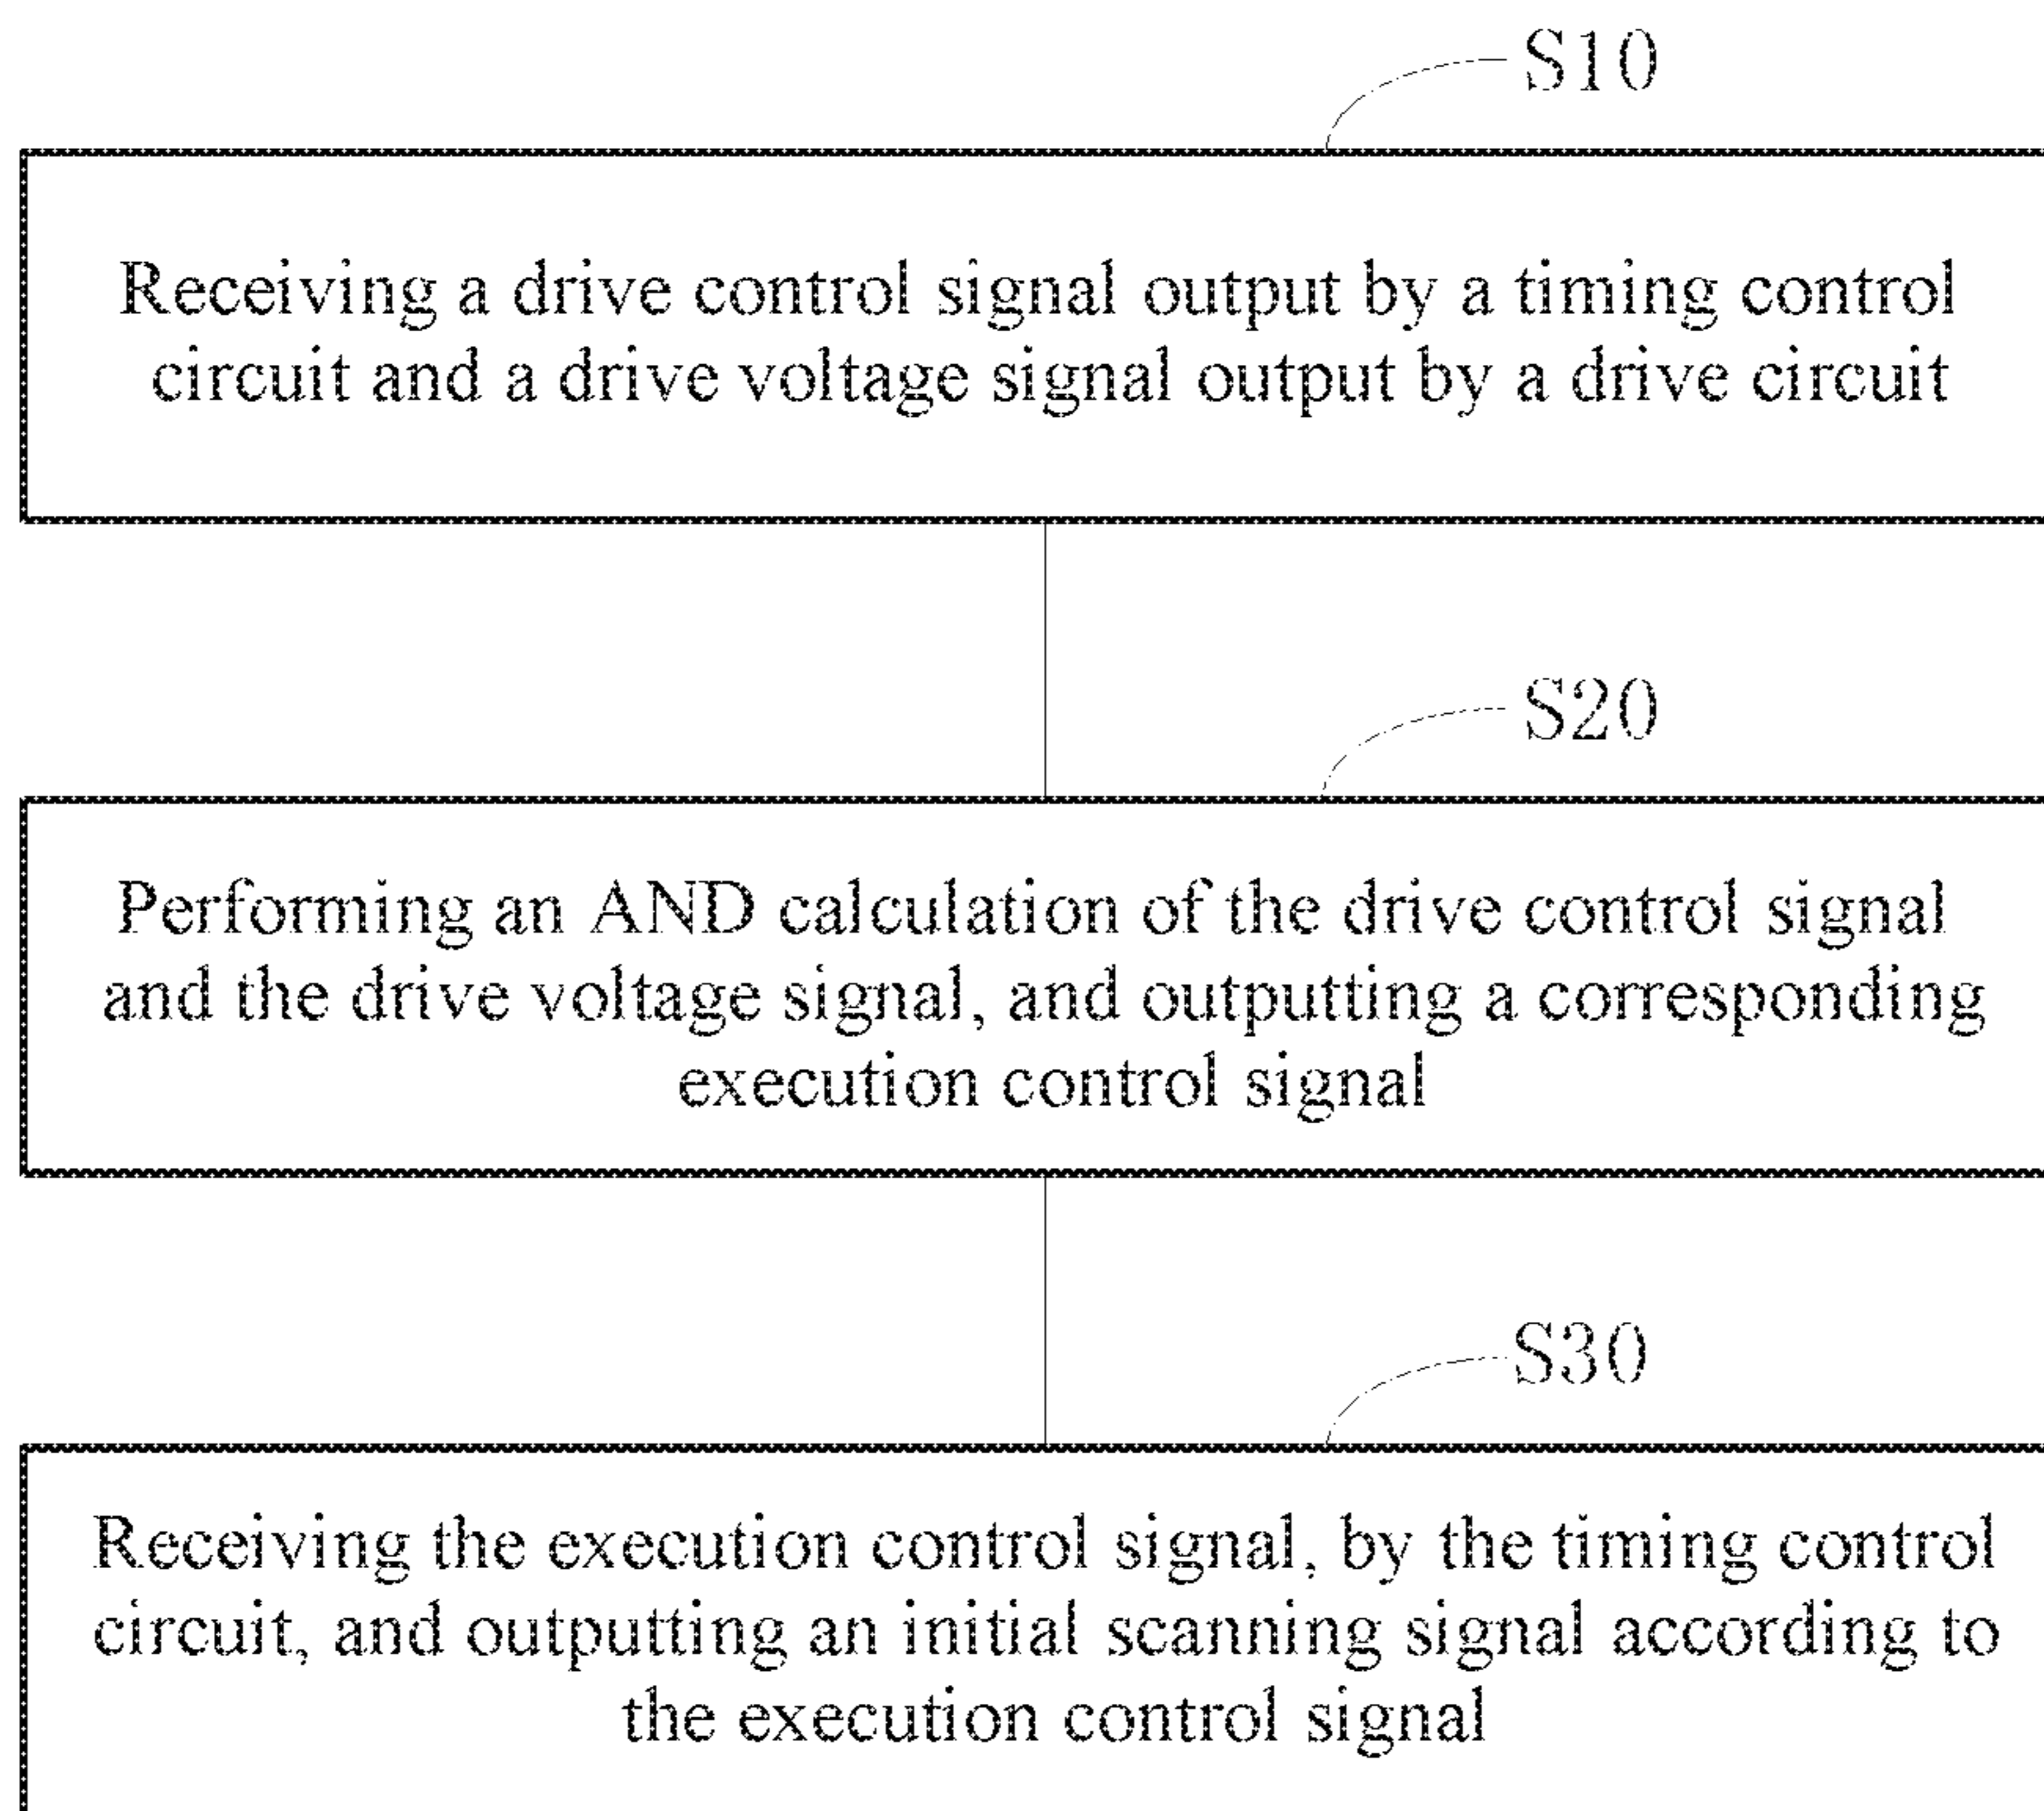 S10
Receiving a drive control signal output by a timing control
circuit and a drive voltage signal output by a drive circuit
S20
Performing an AND calculation of the drive control signal
and the drive voltage signal, and outputting a corresponding
execution control signal
S30
Receiving the execution control signal, by the timing control
circuit, and outputting an initial scanning signal according to
the execution control signal